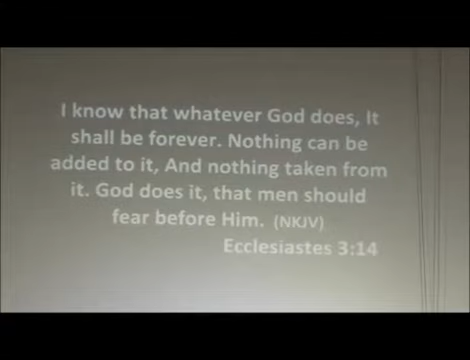 I know that whatever God does, It
shall be forever. Nothing can be
added to it, And nothing taken from
it. God does it, that men should
fear before Him. (NKJV)
Ecclesiastes 3:14